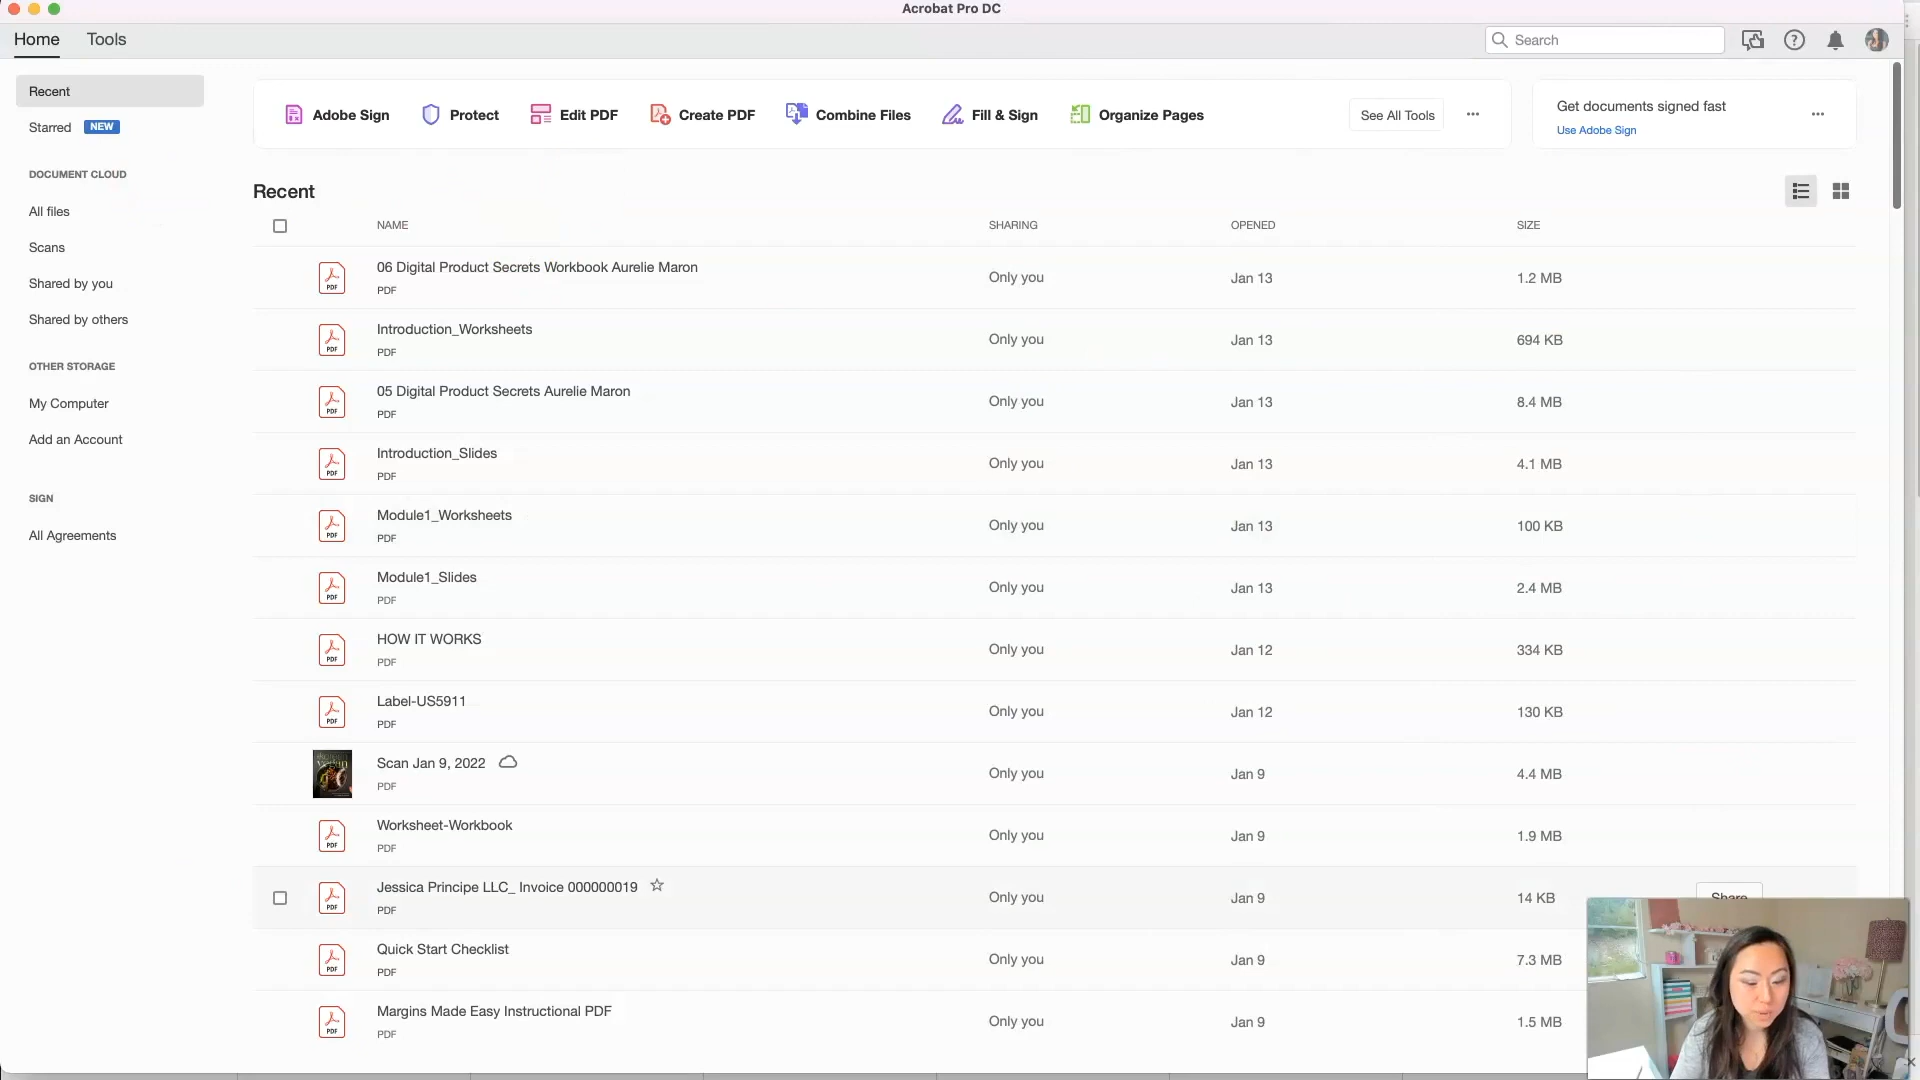 Acrobat Pro DC
Home
Tools
Search
Recent
Starred
NEW
DOCUMENT CLOUD
All files
Scans
Shared by you
Shared by others
OTHER STORAGE
My Computer
Add an Account
SIGN
All Agreements
Adobe Sign
Protect
Edit PDF
Create PDF
Combine Files
Fill & Sign
Organize Pages
See All Tools
Get documents signed fast
Use Adobe Sign
Recent
NAME SHARING OPENED SIZE
06 Digital Product Secrets Workbook Aurelie Maron
PDF
Only you Jan 13 1.2 MB
Introduction_Worksheets
PDF
Only you Jan 13 694 KB
05 Digital Product Secrets Aurelie Maron
PDF
Only you Jan 13 8.4 MB
Introduction_Slides
PDF
Only you Jan 13 4.1 MB
Module1_Worksheets
PDF
Only you Jan 13 100 KB
Module1_Slides
PDF
Only you Jan 13 2.4 MB
HOW IT WORKS
PDF
Only you Jan 12 334 KB
Label-US5911
PDF
Only you Jan 12 130 KB
Scan Jan 9, 2022
PDF
Only you Jan 9 4.4 MB
Worksheet-Workbook
PDF
Only you Jan 9 1.9 MB
Jessica Principe LLC_ Invoice 000000019
PDF
Only you Jan 9 14 KB
Share
Quick Start Checklist
PDF
Only you Jan 9 7.3 MB
Margins Made Easy Instructional PDF
PDF
Only you Jan 9 1.5 MB